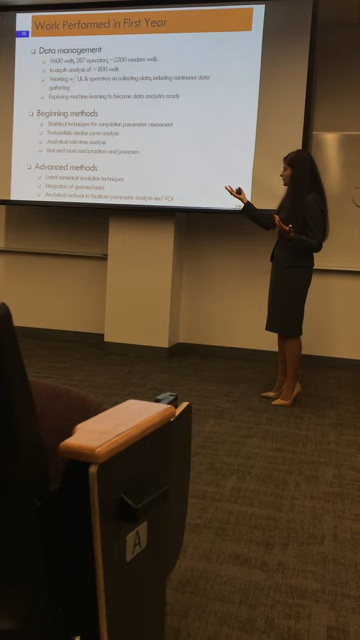 Work Performed in First Year
Data management
9600 wells, 287 operators, ~2200 modern wells
In-depth analysis of > 800 wells
Working w/ UL & operators on collecting data, including continuous data
gathering
Exploring machine learning to become data analytics ready
Beginning methods
Statistical techniques for completion parameter assessment
Probabilistic decline curve analysis
Analytical rate-time analysis
Best and most-used practices and processes
Advanced methods
Latest numerical simulation techniques
Integration of geomechanics
Analytical methods to facilitate parametric analysis and VOI
A